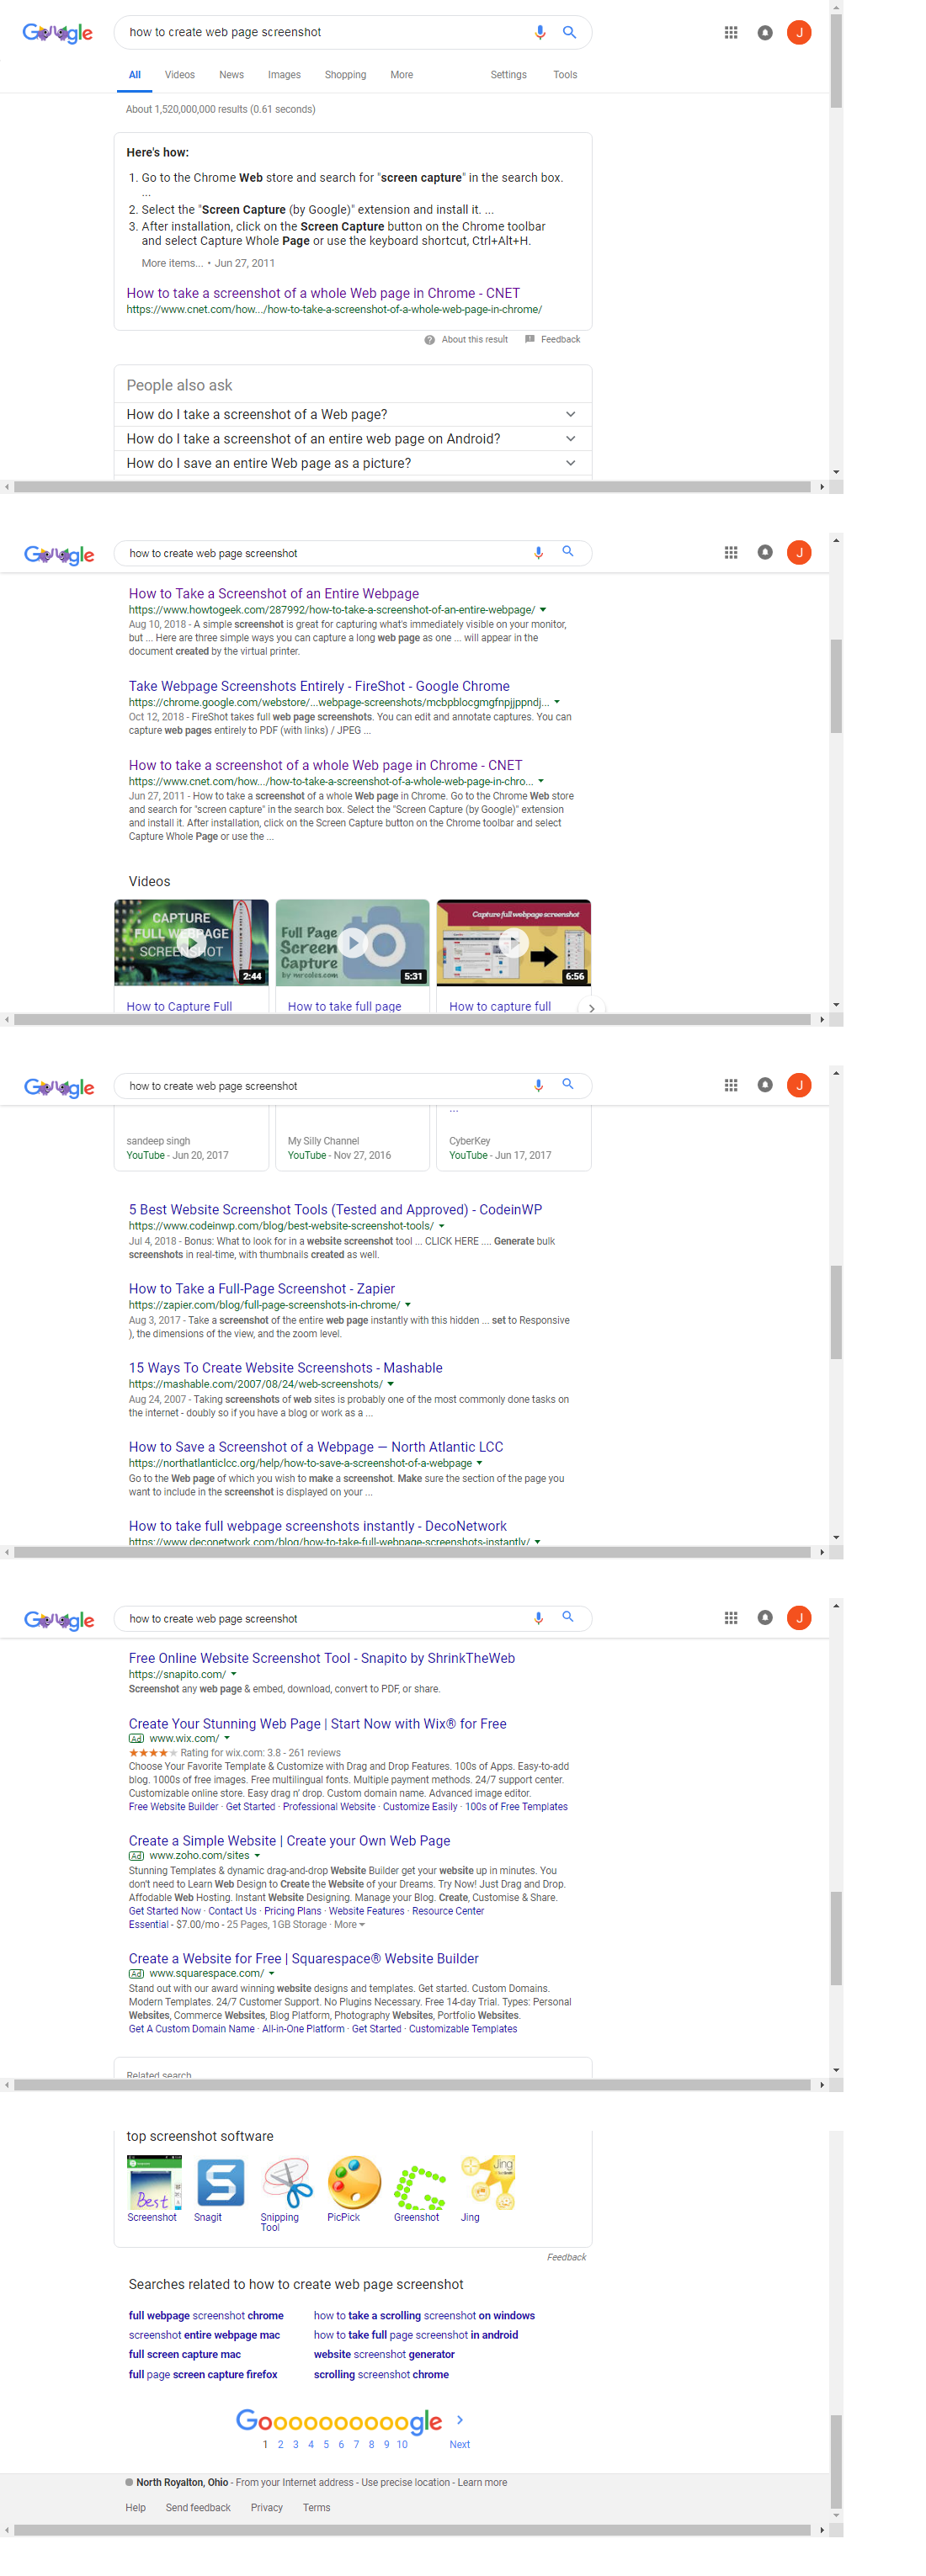 Google
how to create web page screenshot
J
All Videos News Images Shopping More Settings Tools
About 1,520,000,000 results (0.61 seconds)
Here's how:
1. Go to the Chrome Web store and search for "screen capture" in the search box.
...
2. Select the "Screen Capture (by Google)" extension and install it. ...
3. After installation, click on the Screen Capture button on the Chrome toolbar
and select Capture Whole Page or use the keyboard shortcut, Ctrl+Alt+H.
More items... • Jun 27, 2011
How to take a screenshot of a whole Web page in Chrome - CNET
https://www.cnet.com/how.../how-to-take-a-screenshot-of-a-whole-web-page-in-chrome/
About this result Feedback
People also ask
How do I take a screenshot of a Web page?
How do I take a screenshot of an entire web page on Android?
How do I save an entire Web page as a picture?
Google
how to create web page screenshot
J
How to Take a Screenshot of an Entire Webpage
https://www.howtogeek.com/287992/how-to-take-a-screenshot-of-an-entire-webpage/
Aug 10, 2018 - A simple screenshot is great for capturing what's immediately visible on your monitor,
but ... Here are three simple ways you can capture a long web page as one ... will appear in the
document created by the virtual printer.
Take Webpage Screenshots Entirely - FireShot - Google Chrome
https://chrome.google.com/webstore/...webpage-screenshots/mcbpblocgmgfnpjjppndj...
Oct 12, 2018 - FireShot takes full web page screenshots. You can edit and annotate captures. You can
capture web pages entirely to PDF (with links) / JPEG ...
How to take a screenshot of a whole Web page in Chrome - CNET
https://www.cnet.com/how.../how-to-take-a-screenshot-of-a-whole-web-page-in-chro...
Jun 27, 2011 - How to take a screenshot of a whole Web page in Chrome. Go to the Chrome Web store
and search for "screen capture" in the search box. Select the "Screen Capture (by Google)" extension
and install it. After installation, click on the Screen Capture button on the Chrome toolbar and select
Capture Whole Page or use the ...
Videos
CAPTURE
FULL WEBPAGE
SCREENSHOT
2:44
Full Page
Screen
Capture
by mrcoles.com
5:31
Capture full webpage screenshot
6:56
How to Capture Full How to take full page How to capture full
Google
how to create web page screenshot
J
...
sandeep singh My Silly Channel CyberKey
YouTube - Jun 20, 2017 YouTube - Nov 27, 2016 YouTube - Jun 17, 2017
5 Best Website Screenshot Tools (Tested and Approved) - CodeinWP
https://www.codeinwp.com/blog/best-website-screenshot-tools/
Jul 4, 2018 - Bonus: What to look for in a website screenshot tool ... CLICK HERE .... Generate bulk
screenshots in real-time, with thumbnails created as well.
How to Take a Full-Page Screenshot - Zapier
https://zapier.com/blog/full-page-screenshots-in-chrome/
Aug 3, 2017 - Take a screenshot of the entire web page instantly with this hidden ... set to Responsive
), the dimensions of the view, and the zoom level.
15 Ways To Create Website Screenshots - Mashable
https://mashable.com/2007/08/24/web-screenshots/
Aug 24, 2007 - Taking screenshots of web sites is probably one of the most commonly done tasks on
the internet - doubly so if you have a blog or work as a ...
How to Save a Screenshot of a Webpage — North Atlantic LCC
https://northatlanticlcc.org/help/how-to-save-a-screenshot-of-a-webpage
Go to the Web page of which you wish to make a screenshot. Make sure the section of the page you
want to include in the screenshot is displayed on your ...
How to take full webpage screenshots instantly - DecoNetwork
https://www.deconetwork.com/blog/how-to-take-full-webpage-screenshots-instantly/
Google
how to create web page screenshot
J
Free Online Website Screenshot Tool - Snapito by ShrinkTheWeb
https://snapito.com/
Screenshot any web page & embed, download, convert to PDF, or share.
Create Your Stunning Web Page | Start Now with Wix® for Free
Ad www.wix.com/
Rating for wix.com: 3.8 - 261 reviews
Choose Your Favorite Template & Customize with Drag and Drop Features. 100s of Apps. Easy-to-add
blog. 1000s of free images. Free multilingual fonts. Multiple payment methods. 24/7 support center.
Customizable online store. Easy drag n' drop. Custom domain name. Advanced image editor.
Free Website Builder · Get Started · Professional Website · Customize Easily · 100s of Free Templates
Create a Simple Website | Create your Own Web Page
Ad www.zoho.com/sites
Stunning Templates & dynamic drag-and-drop Website Builder get your website up in minutes. You
don't need to Learn Web Design to Create the Website of your Dreams. Try Now! Just Drag and Drop.
Affodable Web Hosting. Instant Website Designing. Manage your Blog. Create, Customise & Share.
Get Started Now · Contact Us · Pricing Plans · Website Features · Resource Center
Essential - $7.00/mo - 25 Pages, 1GB Storage · More
Create a Website for Free | Squarespace® Website Builder
Ad www.squarespace.com/
Stand out with our award winning website designs and templates. Get started. Custom Domains.
Modern Templates. 24/7 Customer Support. No Plugins Necessary. Free 14-day Trial. Types: Personal
Websites, Commerce Websites, Blog Platform, Photography Websites, Portfolio Websites.
Get A Custom Domain Name · All-in-One Platform · Get Started · Customizable Templates
Related search
top screenshot software
Best
S
Jing
Screenshot Snagit Snipping PicPick Greenshot Jing
Tool
Feedback
Searches related to how to create web page screenshot
full webpage screenshot chrome how to take a scrolling screenshot on windows
screenshot entire webpage mac how to take full page screenshot in android
full screen capture mac website screenshot generator
full page screen capture firefox scrolling screenshot chrome
Goooooooooogle
1 2 3 4 5 6 7 8 9 10 Next
North Royalton, Ohio - From your Internet address - Use precise location - Learn more
Help Send feedback Privacy Terms